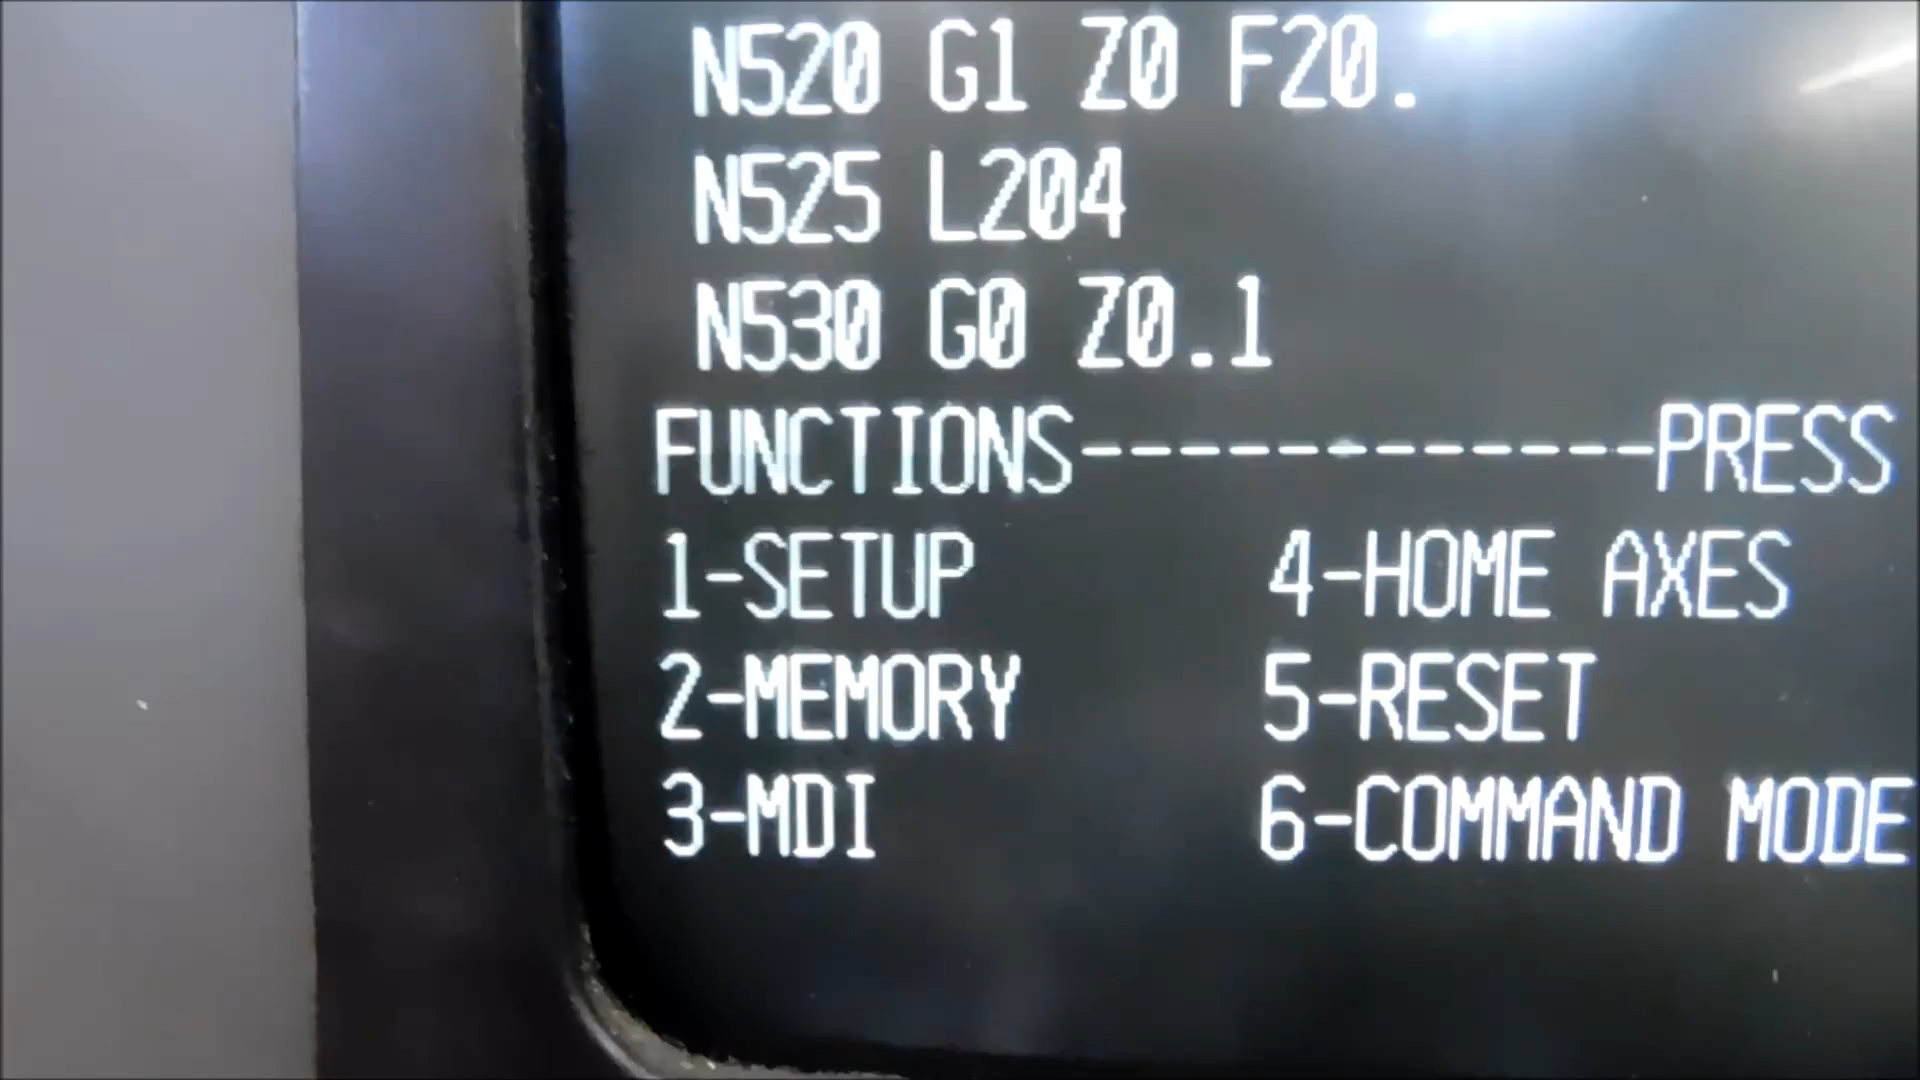 N520 G1 Z0 F20.
N525 L204
N530 G0 Z0.1
FUNCTIONS-------------PRESS
1-SETUP 4-HOME AXES
2-MEMORY 5-RESET
3-MDI 6-COMMAND MODE